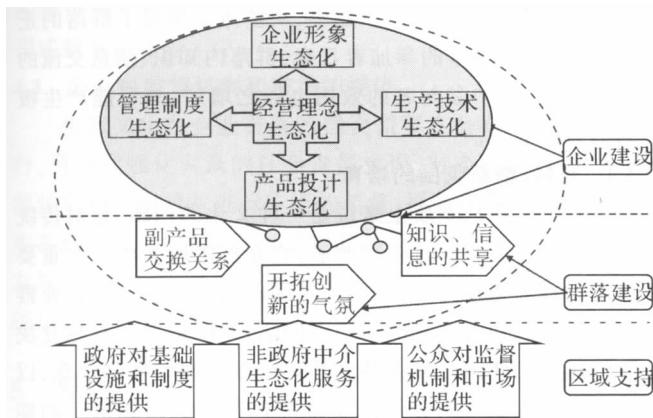 企业形象
生态化
管理制度
生态化
经营理念
生态化
生产技术
生态化
产品投计
生态化
企业建设
副产品
交换关系
知识、信
息的共享
开拓创
新的气氛
群落建设
政府对基础
设施和制度
的提供
非政府中介
生态化服务
的提供
公众对监督
机制和市场
的提供
区域支持